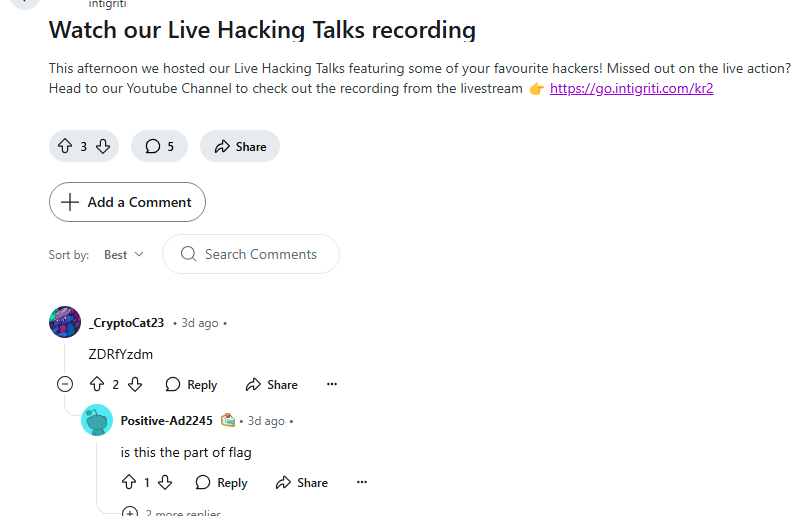 intigriti
Watch our Live Hacking Talks recording
This afternoon we hosted our Live Hacking Talks featuring some of your favourite hackers! Missed out on the live action?
Head to our Youtube Channel to check out the recording from the livestream 👉 https://go.intigriti.com/kr2
3 5 Share
Add a Comment
Sort by: Best Search Comments
_CryptoCat23 • 3d ago •
ZDRfYzdm
2 Reply Share ...
Positive-Ad2245 🍰 • 3d ago •
is this the part of flag
1 Reply Share ...
2 more replies